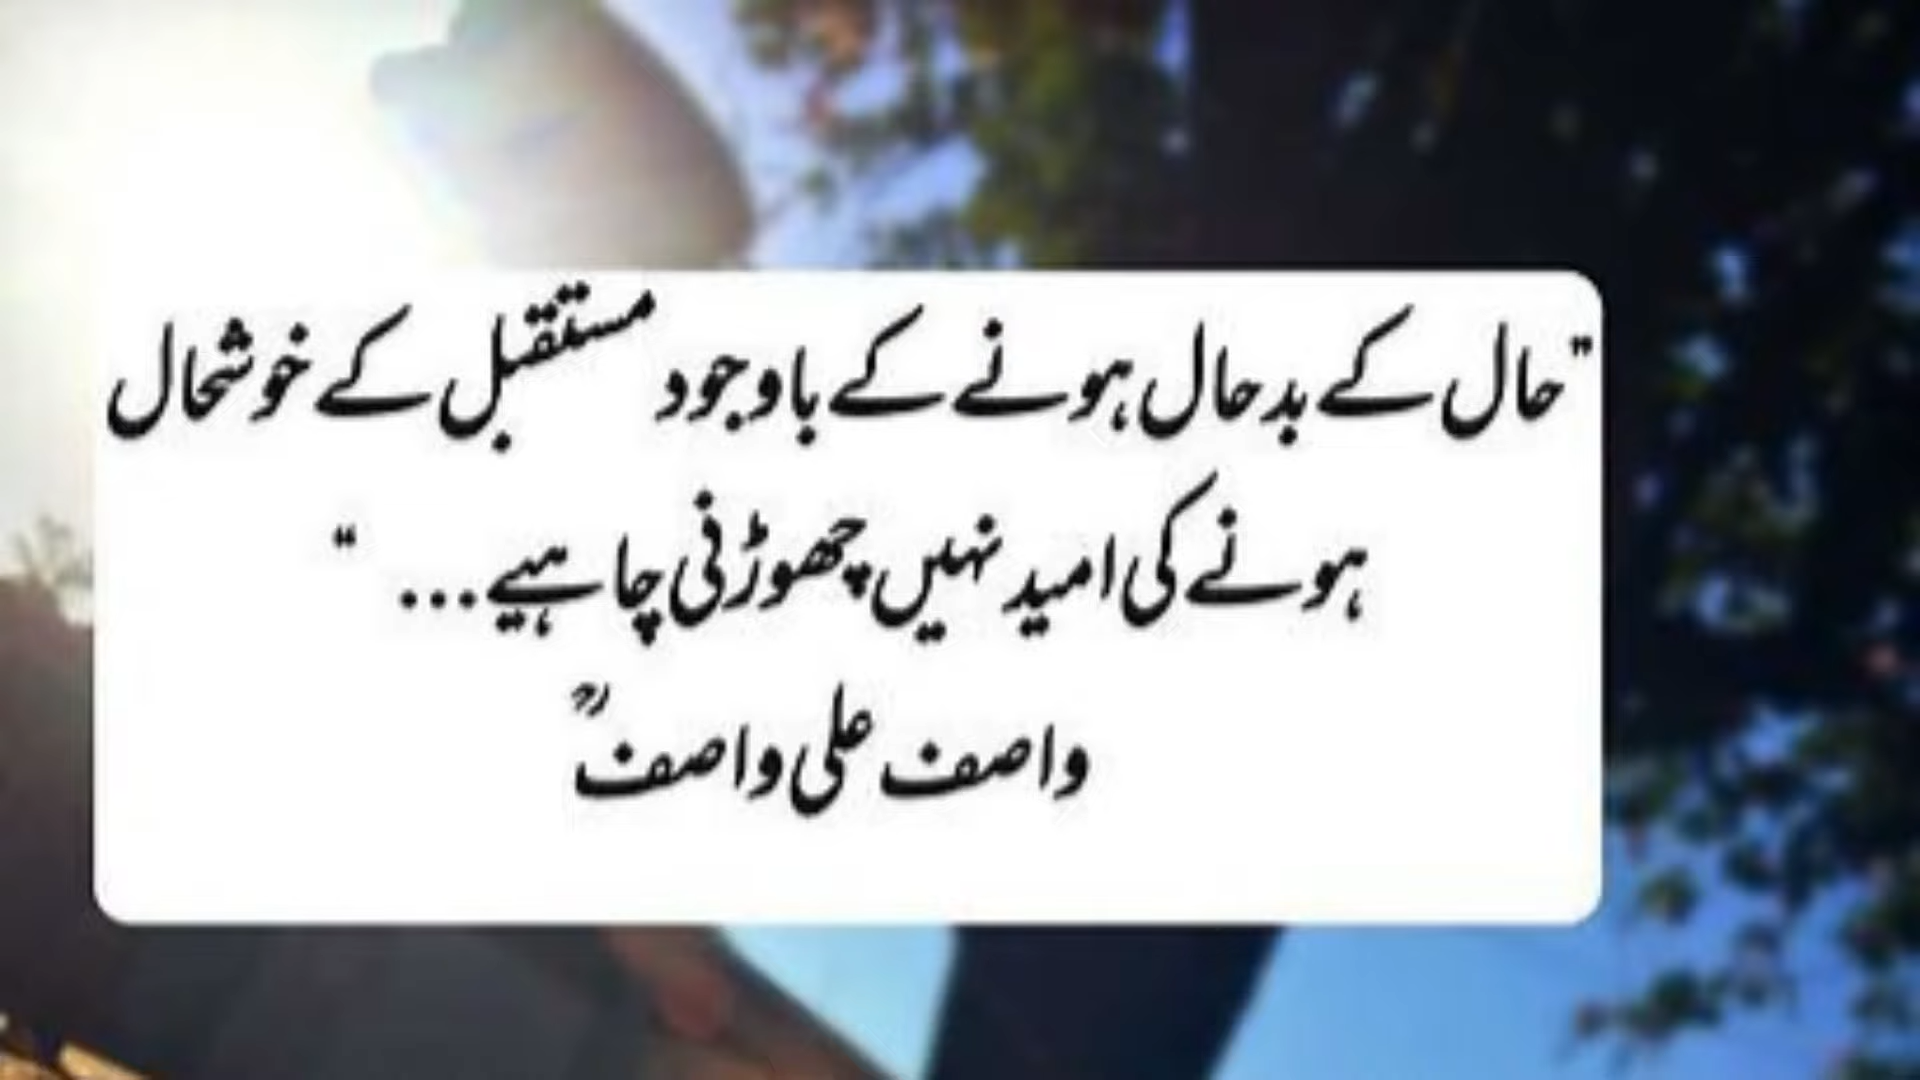 "حال کے بدحال ہونے کے باوجود مستقبل کے خوشحال
ہونے کی امید نہیں چھوڑنی چاہیے... "
واصف علی واصفؒ